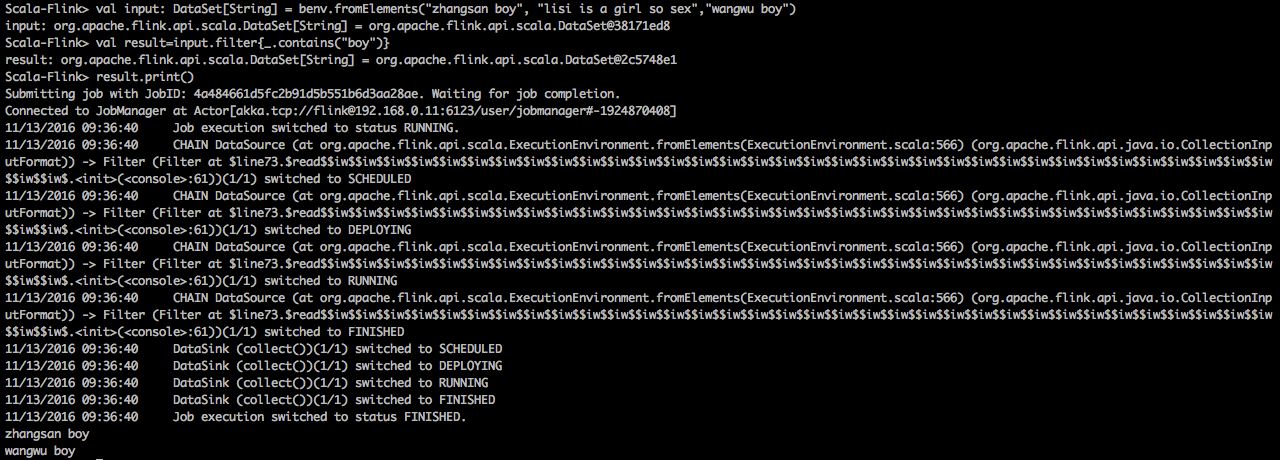 Scala-Flink> val input: DataSet[String] = benv.fromElements("zhangsan boy", "lisi is a girl so sex","wangwu boy")
input: org.apache.flink.api.scala.DataSet[String] = org.apache.flink.api.scala.DataSet@38171ed8
Scala-Flink> val result=input.filter{_.contains("boy")}
result: org.apache.flink.api.scala.DataSet[String] = org.apache.flink.api.scala.DataSet@2c5748e1
Scala-Flink> result.print()
Submitting job with JobID: 4a484661d5fc2b91d5b551b6d3aa28ae. Waiting for job completion.
Connected to JobManager at Actor[akka.tcp://flink@192.168.0.11:6123/user/jobmanager#-1924870408]
11/13/2016 09:36:40     Job execution switched to status RUNNING.
11/13/2016 09:36:40     CHAIN DataSource (at org.apache.flink.api.scala.ExecutionEnvironment.fromElements(ExecutionEnvironment.scala:566) (org.apache.flink.api.java.io.CollectionInp
utFormat)) -> Filter (Filter at $line73.$read$$iw$$iw$$iw$$iw$$iw$$iw$$iw$$iw$$iw$$iw$$iw$$iw$$iw$$iw$$iw$$iw$$iw$$iw$$iw$$iw$$iw$$iw$$iw$$iw$$iw$$iw$$iw$$iw$$iw$$iw$$iw$$iw$$iw
$$iw$$iw$.<init>(<console>:61))(1/1) switched to SCHEDULED
11/13/2016 09:36:40     CHAIN DataSource (at org.apache.flink.api.scala.ExecutionEnvironment.fromElements(ExecutionEnvironment.scala:566) (org.apache.flink.api.java.io.CollectionInp
utFormat)) -> Filter (Filter at $line73.$read$$iw$$iw$$iw$$iw$$iw$$iw$$iw$$iw$$iw$$iw$$iw$$iw$$iw$$iw$$iw$$iw$$iw$$iw$$iw$$iw$$iw$$iw$$iw$$iw$$iw$$iw$$iw$$iw$$iw$$iw$$iw$$iw$$iw
$$iw$$iw$.<init>(<console>:61))(1/1) switched to DEPLOYING
11/13/2016 09:36:40     CHAIN DataSource (at org.apache.flink.api.scala.ExecutionEnvironment.fromElements(ExecutionEnvironment.scala:566) (org.apache.flink.api.java.io.CollectionInp
utFormat)) -> Filter (Filter at $line73.$read$$iw$$iw$$iw$$iw$$iw$$iw$$iw$$iw$$iw$$iw$$iw$$iw$$iw$$iw$$iw$$iw$$iw$$iw$$iw$$iw$$iw$$iw$$iw$$iw$$iw$$iw$$iw$$iw$$iw$$iw$$iw$$iw$$iw
$$iw$$iw$.<init>(<console>:61))(1/1) switched to RUNNING
11/13/2016 09:36:40     CHAIN DataSource (at org.apache.flink.api.scala.ExecutionEnvironment.fromElements(ExecutionEnvironment.scala:566) (org.apache.flink.api.java.io.CollectionInp
utFormat)) -> Filter (Filter at $line73.$read$$iw$$iw$$iw$$iw$$iw$$iw$$iw$$iw$$iw$$iw$$iw$$iw$$iw$$iw$$iw$$iw$$iw$$iw$$iw$$iw$$iw$$iw$$iw$$iw$$iw$$iw$$iw$$iw$$iw$$iw$$iw$$iw$$iw
$$iw$$iw$.<init>(<console>:61))(1/1) switched to FINISHED
11/13/2016 09:36:40     DataSink (collect())(1/1) switched to SCHEDULED
11/13/2016 09:36:40     DataSink (collect())(1/1) switched to DEPLOYING
11/13/2016 09:36:40     DataSink (collect())(1/1) switched to RUNNING
11/13/2016 09:36:40     DataSink (collect())(1/1) switched to FINISHED
11/13/2016 09:36:40     Job execution switched to status FINISHED.
zhangsan boy
wangwu boy